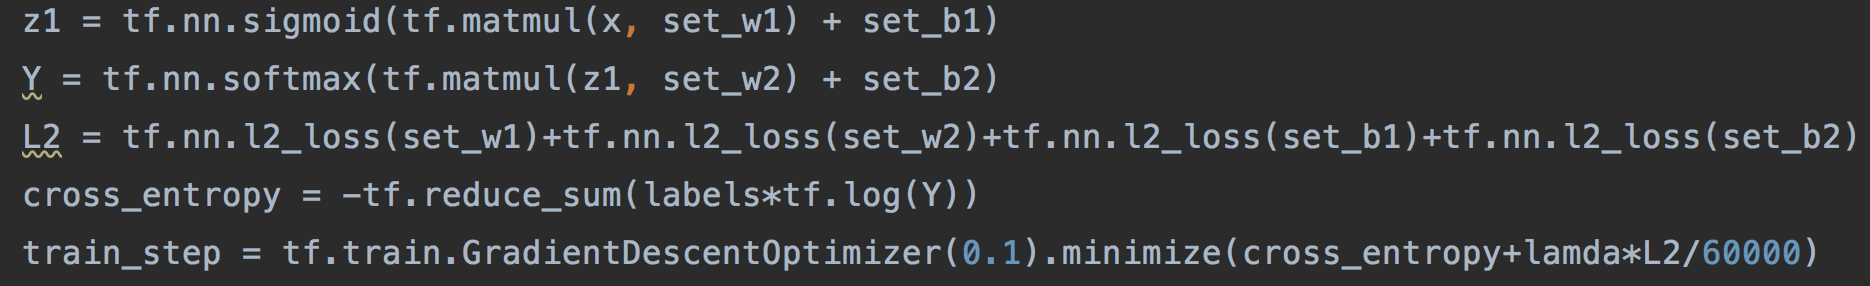 z1 = tf.nn.sigmoid(tf.matmul(x, set_w1) + set_b1)
Y = tf.nn.softmax(tf.matmul(z1, set_w2) + set_b2)
L2 = tf.nn.l2_loss(set_w1)+tf.nn.l2_loss(set_w2)+tf.nn.l2_loss(set_b1)+tf.nn.l2_loss(set_b2)
cross_entropy = -tf.reduce_sum(labels*tf.log(Y))
train_step = tf.train.GradientDescentOptimizer(0.1).minimize(cross_entropy+lamda*L2/60000)